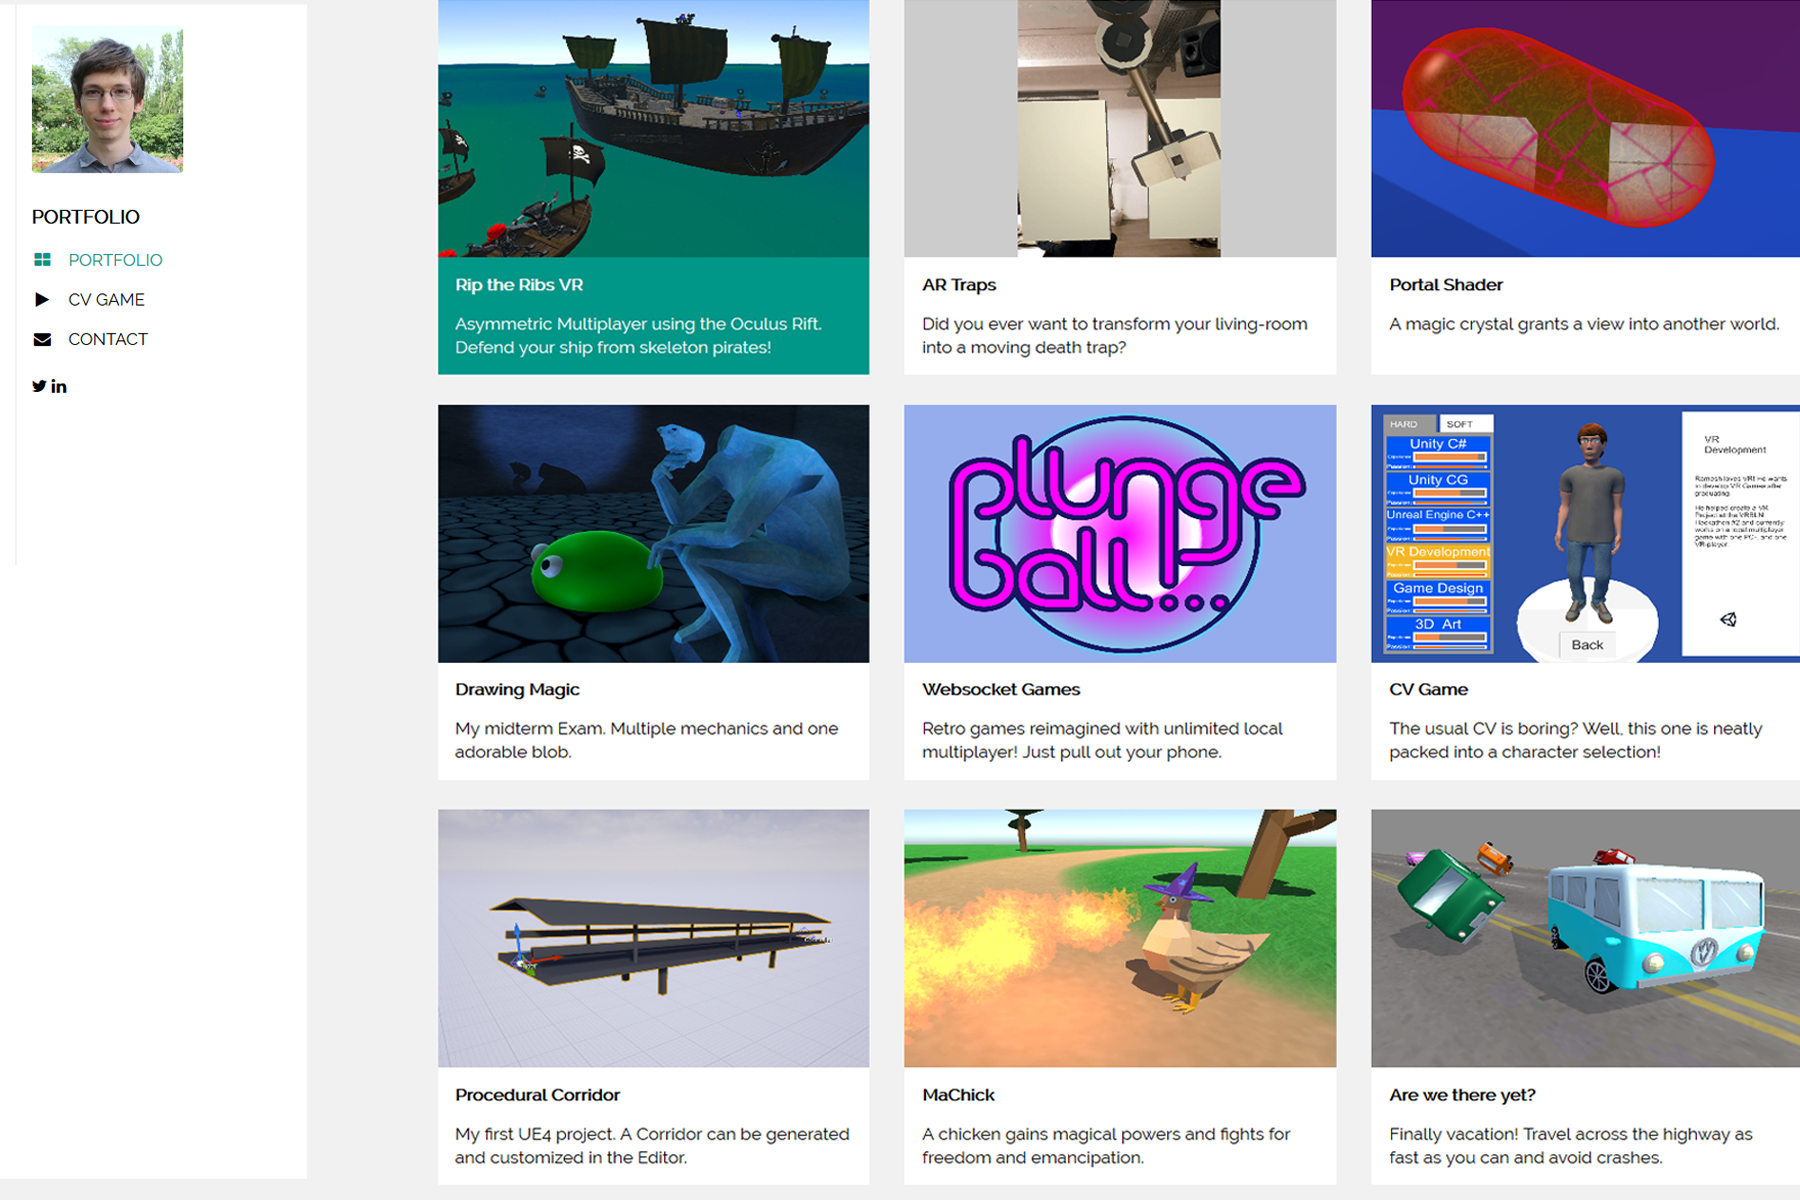 PORTFOLIO
PORTFOLIO
CV GAME
CONTACT
Rip the Ribs VR
Asymmetric Multiplayer using the Oculus Rift.
Defend your ship from skeleton pirates!
AR Traps
Did you ever want to transform your living-room
into a moving death trap?
Portal Shader
A magic crystal grants a view into another world.
plunge
ball...
HARD
SOFT
Unity C#
Unity CG
Unreal Engine C++
VR Development
Game Design
3D Art
Back
VR
Development
Drawing Magic
My midterm Exam. Multiple mechanics and one
adorable blob.
Websocket Games
Retro games reimagined with unlimited local
multiplayer! Just pull out your phone.
CV Game
The usual CV is boring? Well, this one is neatly
packed into a character selection!
Procedural Corridor
My first UE4 project. A Corridor can be generated
and customized in the Editor.
MaChick
A chicken gains magical powers and fights for
freedom and emancipation.
Are we there yet?
Finally vacation! Travel across the highway as
fast as you can and avoid crashes.